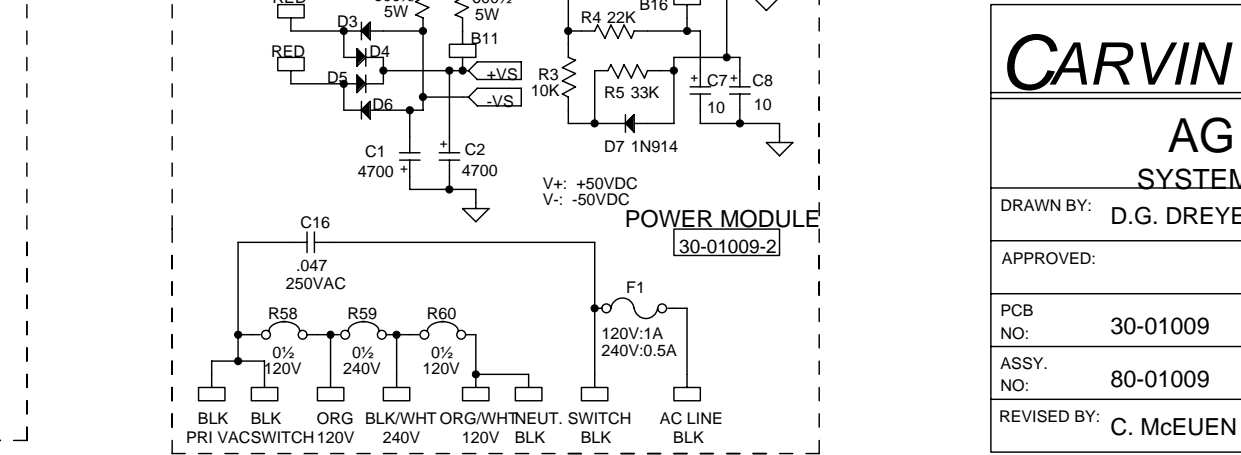 RED
5W
5W
B16
R4 22K
D3
B11
D4
RED
+VS
D5
R3
10K
R5 33K
+
C7
+
C8
10
10
-VS
D6
D7 1N914
C1
4700
+
+
C2
4700
V+: +50VDC
V-: -50VDC
POWER MODULE
30-01009-2
C16
.047
250VAC
F1
120V:1A
240V:0.5A
R58
R59
R60
0½
120V
0½
240V
0½
120V
BLK
PRI VAC
BLK
SWITCH
ORG
120V
BLK/WHT
240V
ORG/WHT
120V
NEUT.
BLK
SWITCH
BLK
AC LINE
BLK
CARVIN
AG
SYSTEM
DRAWN BY: D.G. DREYE
APPROVED:
PCB
NO: 30-01009
ASSY.
NO: 80-01009
REVISED BY: C. McEUEN